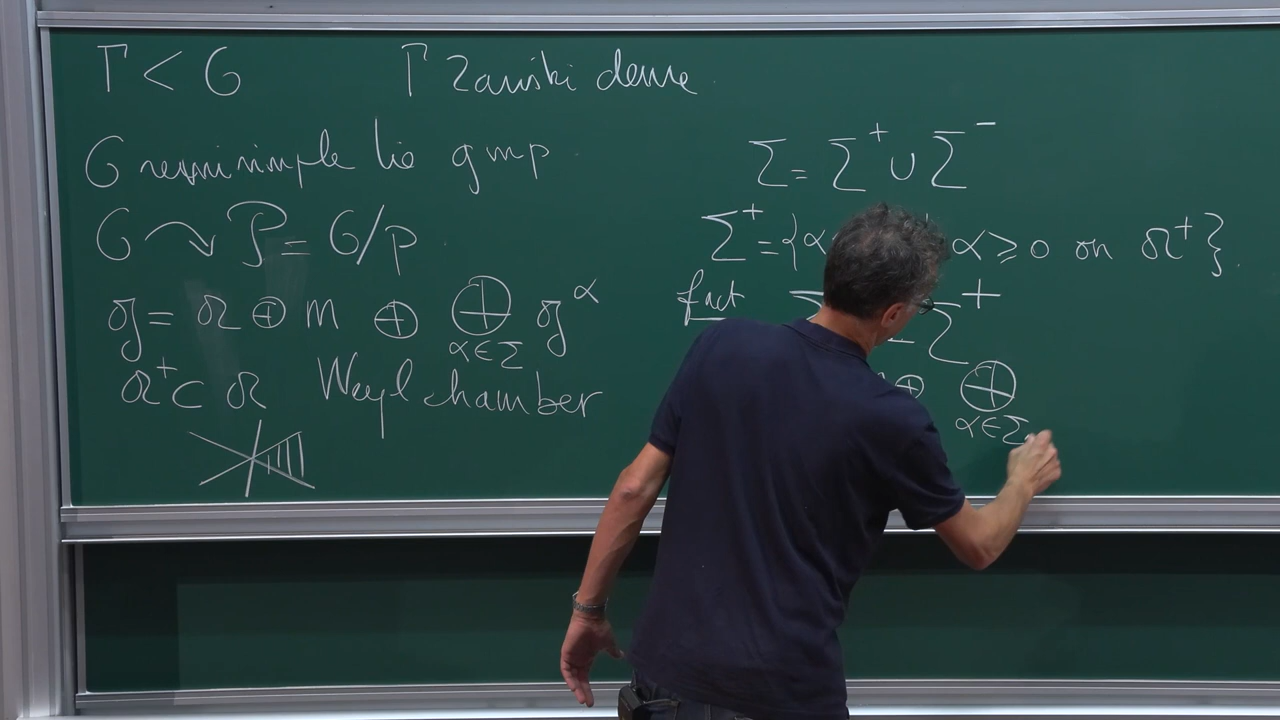 Γ < G Γ Zariski dense.
G semisimple Lie group.
G ↷ 𝒫 = G/P.
𝔤 = 𝔞 ⊕ m ⊕ ⊕_{α∈Σ} 𝔤^α
𝔞⁺ ⊂ 𝔞 Weyl chamber
Σ = Σ⁺ ∪ Σ⁻
Σ⁺ = {α α ⩾ 0 on 𝔞⁺}.
fact Σ⁺
⊕ ⊕_{α∈Σ}